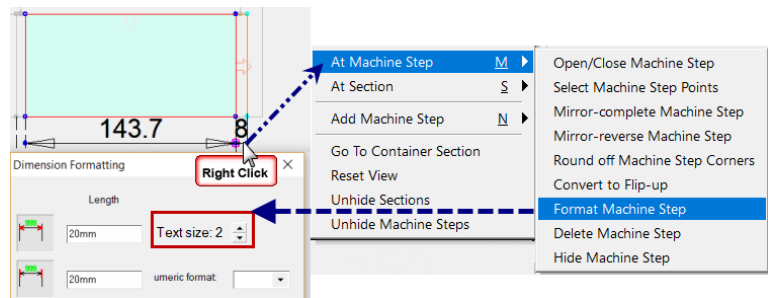 143.7
8
Dimension Formatting
Right Click
Length
20mm
Text size: 2
20mm
umeric format:
At Machine Step M
At Section S
Add Machine Step N
Go To Container Section
Reset View
Unhide Sections
Unhide Machine Steps
Open/Close Machine Step
Select Machine Step Points
Mirror-complete Machine Step
Mirror-reverse Machine Step
Round off Machine Step Corners
Convert to Flip-up
Format Machine Step
Delete Machine Step
Hide Machine Step